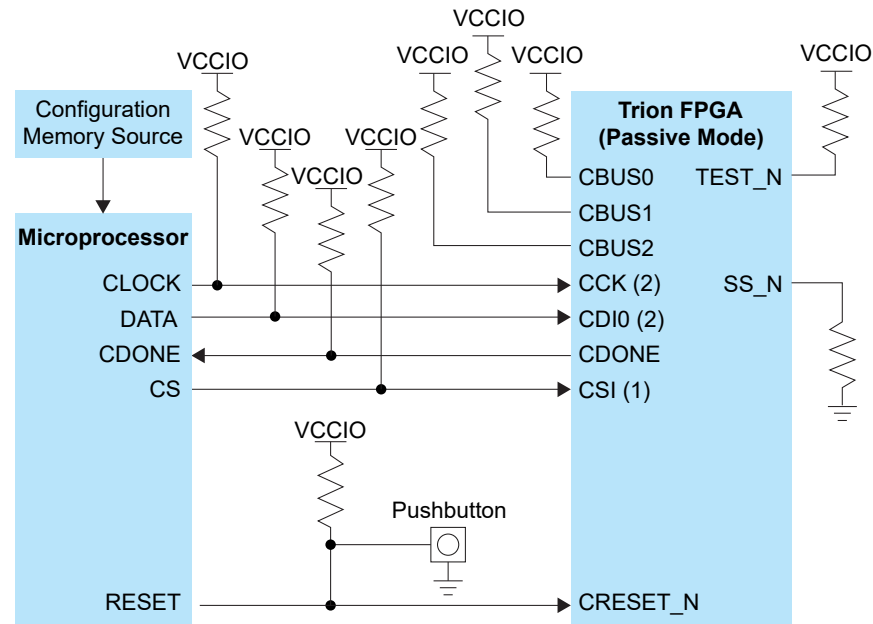 VCCIO
VCCIO
VCCIO
VCCIO
VCCIO
Configuration
Memory Source
Trion FPGA
(Passive Mode)
VCCIO
VCCIO
VCCIO
CBUS0
TEST_N
CBUS1
Microprocessor
CBUS2
CLOCK
CCK (2)
SS_N
DATA
CDI0 (2)
CDONE
CDONE
CS
CSI (1)
VCCIO
Pushbutton
RESET
CRESET_N